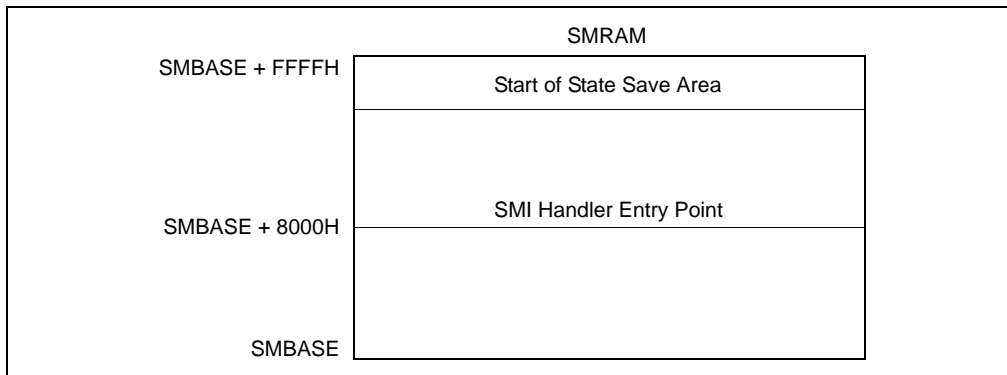 SMRAM
SMBASE + FFFFH
Start of State Save Area
SMI Handler Entry Point
SMBASE + 8000H
SMBASE